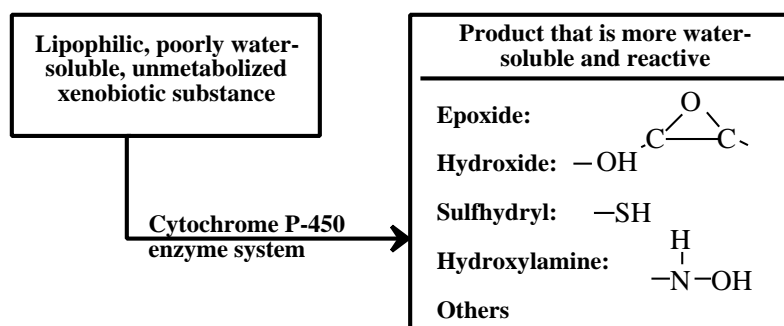 Lipophilic, poorly water-
soluble, unmetabolized
xenobiotic substance
Cytochrome P-450
enzyme system
Product that is more water-
soluble and reactive
Epoxide:
O
C C
Hydroxide: –OH
Sulfhydryl: –SH
H
Hydroxylamine: –N–OH
Others